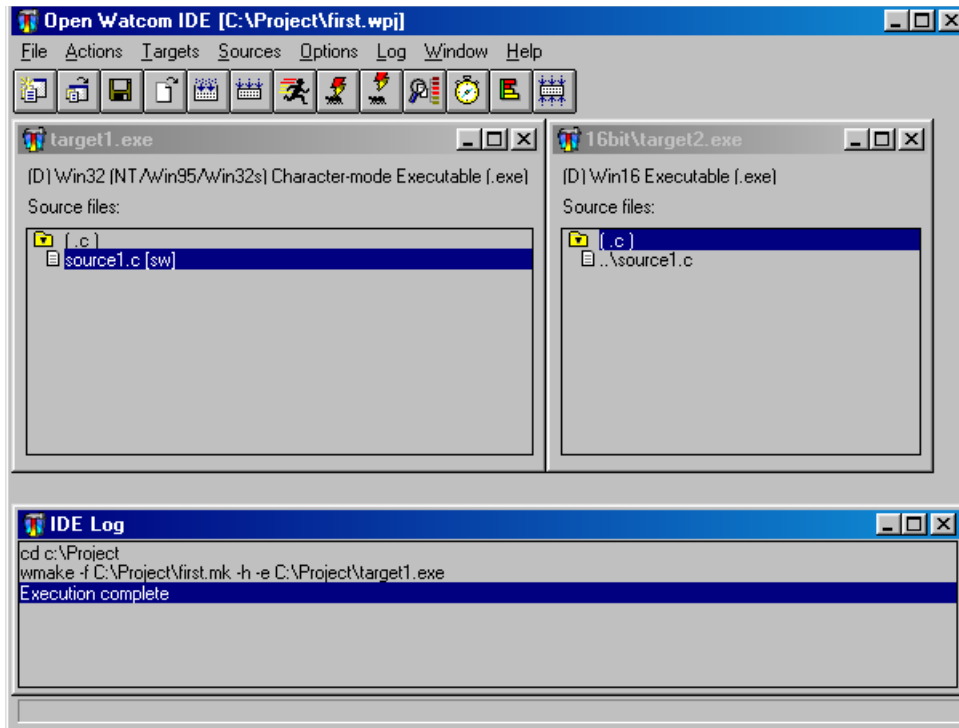 Open Watcom IDE [C:\Project\first.wpj]
File Actions Targets Sources Options Log Window Help
target1.exe
(D) Win32 (NT/Win95/Win32s) Character-mode Executable (.exe)
Source files:
(.c)
source1.c [sw]
16bit\target2.exe
(D) Win16 Executable (.exe)
Source files:
(.c)
..\source1.c
IDE Log
cd c:\Project
wmake -f C:\Project\first.mk -h -e C:\Project\target1.exe
Execution complete